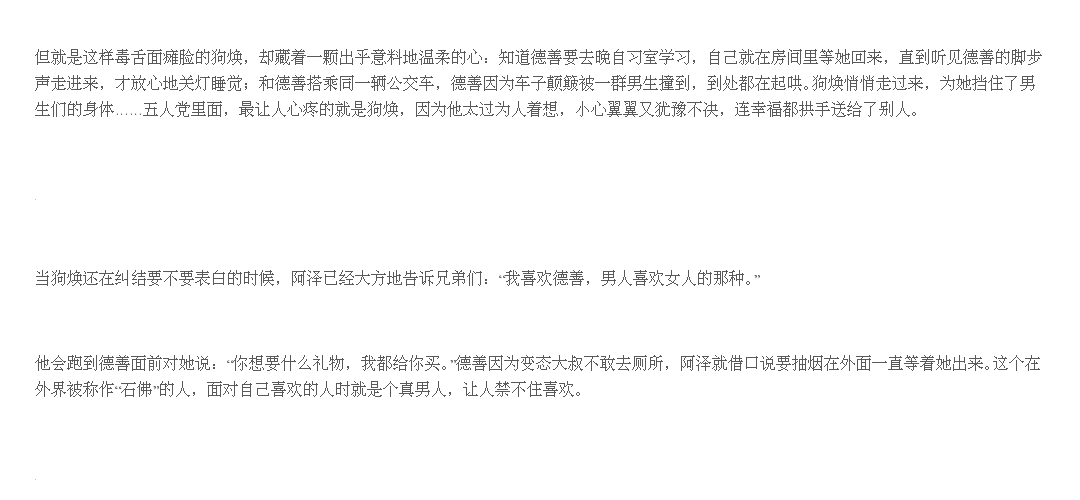 但就是这样毒舌面瘫脸的狗焕，却藏着一颗出乎意料地温柔的心：知道德善要去晚自习室学习，自己就在房间里等她回来，直到听见德善的脚步
声走进来，才放心地关灯睡觉；和德善搭乘同一辆公交车，德善因为车子颠簸被一群男生撞到，到处都在起哄。狗焕悄悄走过来，为她挡住了男
生们的身体……五人党里面，最让人心疼的就是狗焕，因为他太过为人着想，小心翼翼又犹豫不决，连幸福都拱手送给了别人。
当狗焕还在纠结要不要表白的时候，阿泽已经大方地告诉兄弟们：“我喜欢德善，男人喜欢女人的那种。”
他会跑到德善面前对她说：“你想要什么礼物，我都给你买。”德善因为变态大叔不敢去厕所，阿泽就借口说要抽烟在外面一直等着她出来。这个在
外界被称作“石佛”的人，面对自己喜欢的人时就是个真男人，让人禁不住喜欢。